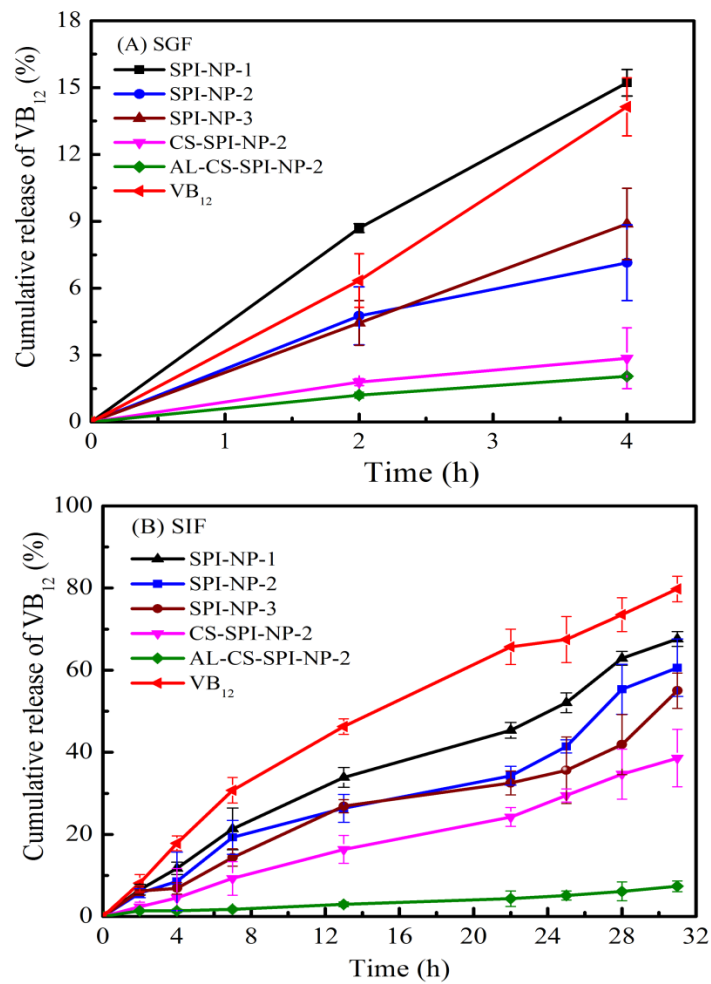 18
15
12
9
6
3
0
Cumulative release of VB12 (%)
(A) SGF
SPI-NP-1
SPI-NP-2
SPI-NP-3
CS-SPI-NP-2
AL-CS-SPI-NP-2
VB12
0 1 2 3 4
Time (h)
100
80
60
40
20
0
Cumulative release of VB12 (%)
(B) SIF
SPI-NP-1
SPI-NP-2
SPI-NP-3
CS-SPI-NP-2
AL-CS-SPI-NP-2
VB12
0 4 8 12 16 20 24 28 32
Time (h)